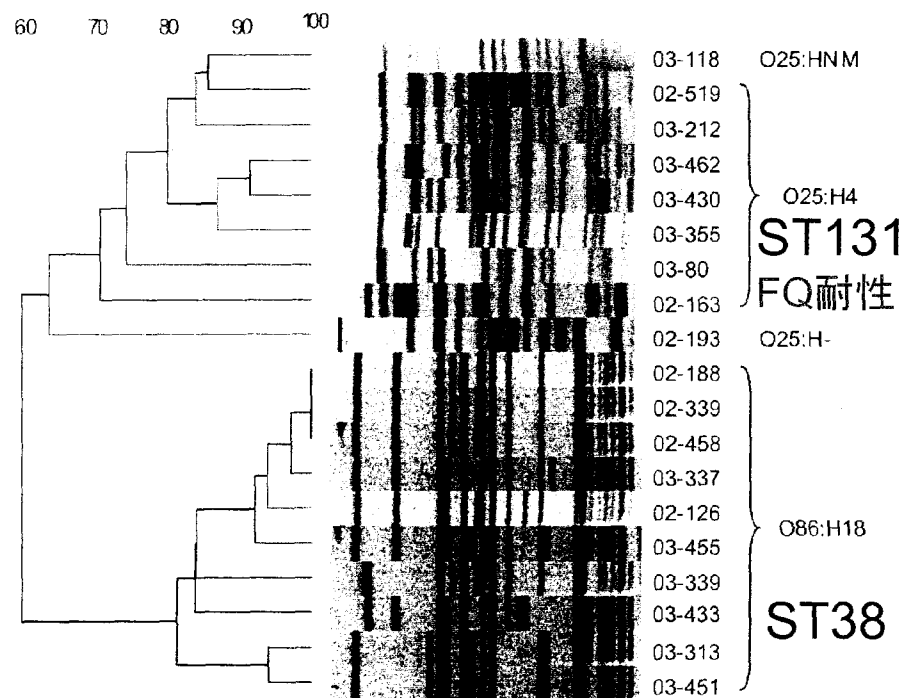 60 70 80 90 100
03-118 O25:HNM
02-519
03-212
03-462
03-430 O25:H4
03-355 ST131
03-80
02-163 FQ耐性
02-193 O25:H-
02-188
02-339
02-458
03-337
02-126
03-455 O86:H18
03-339
03-433 ST38
03-313
03-451